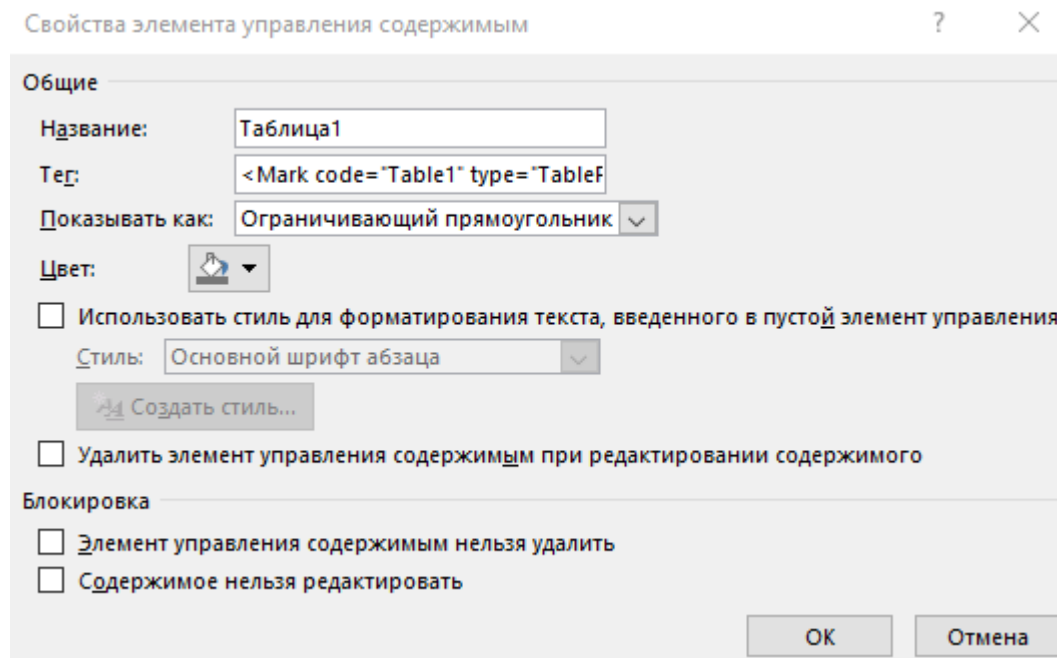 Свойства элемента управления содержимым ?
Общие
Название: Таблица1
Тег: <Mark code="Table1" type="TableF
Показывать как: Ограничивающий прямоугольник
Цвет:
Использовать стиль для форматирования текста, введенного в пустой элемент управления
Стиль: Основной шрифт абзаца
Создать стиль...
Удалить элемент управления содержимым при редактировании содержимого
Блокировка
Элемент управления содержимым нельзя удалить
Содержимое нельзя редактировать
ОК Отмена